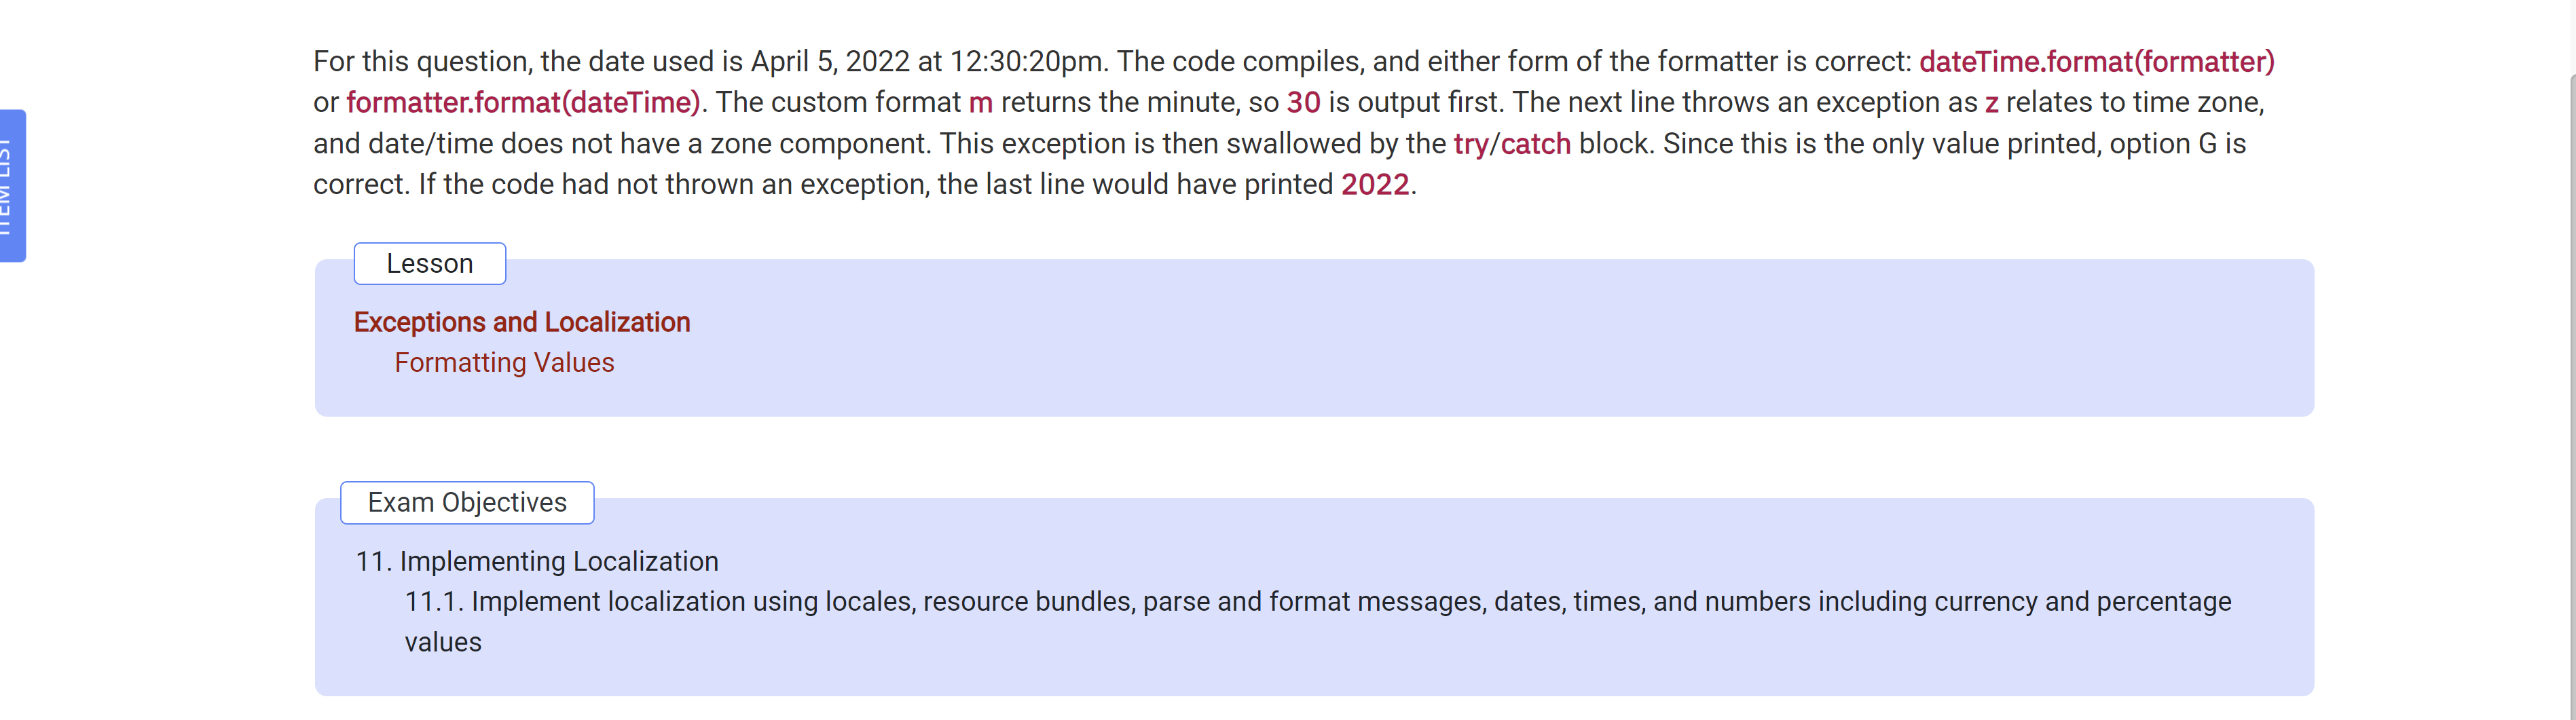 For this question, the date used is April 5, 2022 at 12:30:20pm. The code compiles, and either form of the formatter is correct: dateTime.format(formatter)
or formatter.format(dateTime). The custom format m returns the minute, so 30 is output first. The next line throws an exception as z relates to time zone,
and date/time does not have a zone component. This exception is then swallowed by the try/catch block. Since this is the only value printed, option G is
correct. If the code had not thrown an exception, the last line would have printed 2022.
ITEM LIST
Lesson
Exceptions and Localization
Formatting Values
Exam Objectives
11. Implementing Localization
11.1. Implement localization using locales, resource bundles, parse and format messages, dates, times, and numbers including currency and percentage
values